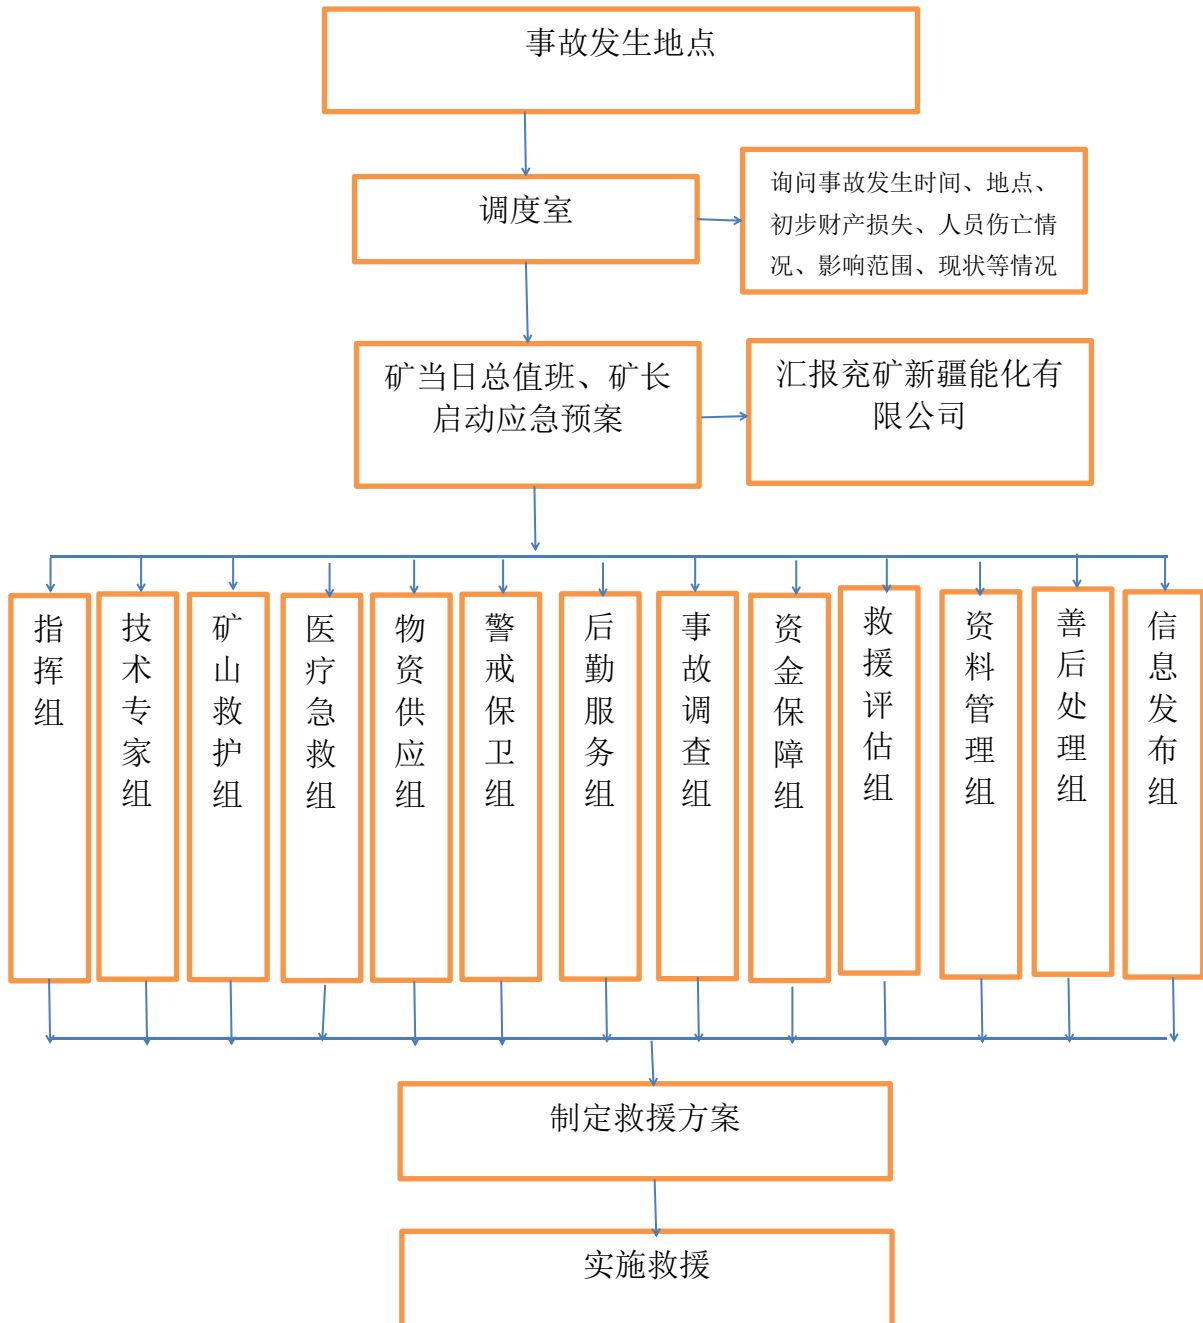 事故发生地点
调度室
询问事故发生时间、地点、
初步财产损失、人员伤亡情
况、影响范围、现状等情况
矿当日总值班、矿长
启动应急预案
汇报兖矿新疆能化有
限公司
指挥组
技术专家组
矿山救护组
医疗急救组
物资供应组
警戒保卫组
后勤服务组
事故调查组
资金保障组
救援评估组
资料管理组
善后处理组
信息发布组
制定救援方案
实施救援